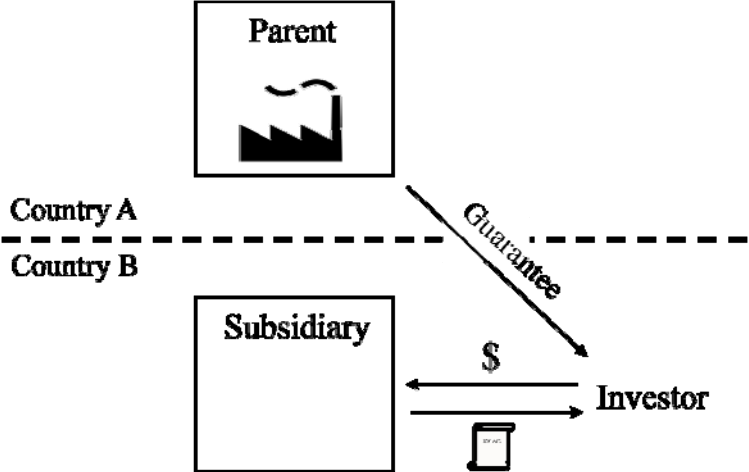 Parent
Country A
Guarantee
Country B
Subsidiary
$
Investor